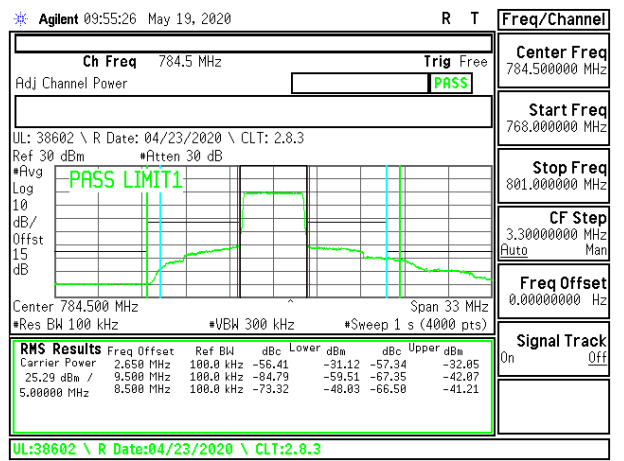 Agilent 09:55:26 May 19, 2020 R T
Ch Freq 784.5 MHz Trig Free
Adj Channel Power PASS
UL: 38602 \ R Date: 04/23/2020 \ CLT: 2.8.3
Ref 30 dBm #Atten 30 dB
#Avg
Log
10
dB/
Offst
15
dB
PASS LIMIT1
Center 784.500 MHz ^ Span 33 MHz
#Res BW 100 kHz #VBW 300 kHz #Sweep 1 s (4000 pts)
RMS Results Freq Offset Ref BW dBc Lower dBm dBc Upper dBm
Carrier Power 2.650 MHz 100.0 kHz -56.41 -31.12 -57.34 -32.05
25.29 dBm / 9.500 MHz 100.0 kHz -84.79 -59.51 -67.35 -42.07
5.00000 MHz 8.500 MHz 100.0 kHz -73.32 -48.03 -66.50 -41.21
UL:38602 \ R Date:04/23/2020 \ CLT:2.8.3
Freq/Channel
Center Freq
784.500000 MHz
Start Freq
768.000000 MHz
Stop Freq
801.000000 MHz
CF Step
3.30000000 MHz
Auto Man
Freq Offset
0.00000000 Hz
Signal Track
On Off